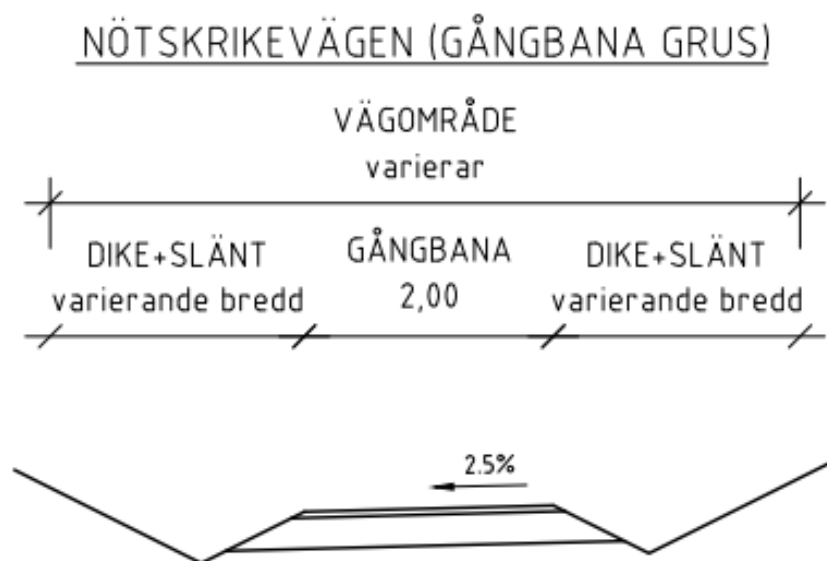 NÖTSKRIKEVÄGEN (GÅNGBANA GRUS)
VÄGOMRÅDE
varierar
DIKE+SLÄNT
varierande bredd
GÅNGBANA
2,00
DIKE+SLÄNT
varierande bredd
2.5%